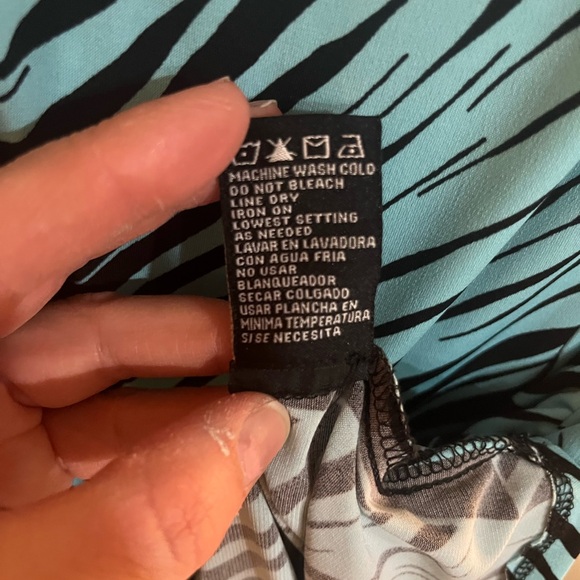 MACHINE WASH COLD
DO NOT BLEACH
LINE DRY
IRON ON
LOWEST SETTING
AS NEEDED
LAVAR EN LAVADORA
CON AGUA FRIA
NO USAR
BLANQUEADOR
SECAR COLGADO
USAR PLANCHA EN
MINIMA TEMPERATURA
SI SE NECESITA